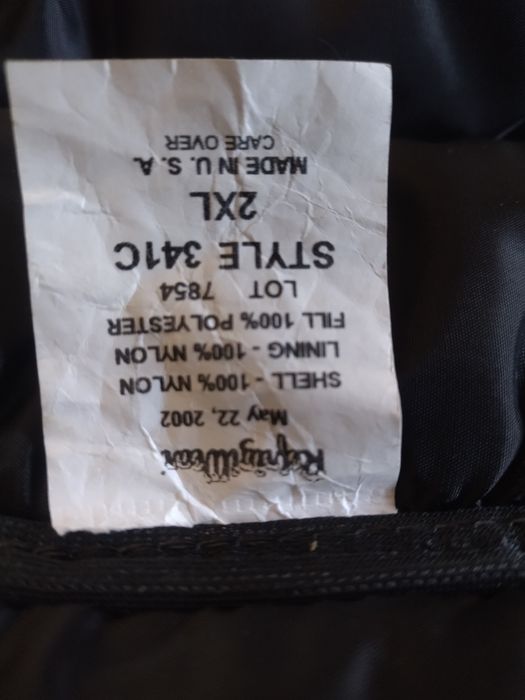 RefrigiWear
May 22, 2002
SHELL - 100% NYLON
LINING - 100% NYLON
FILL 100% POLYESTER
LOT 7854
STYLE 341C
2XL
MADE IN U. S. A.
CARE OVER